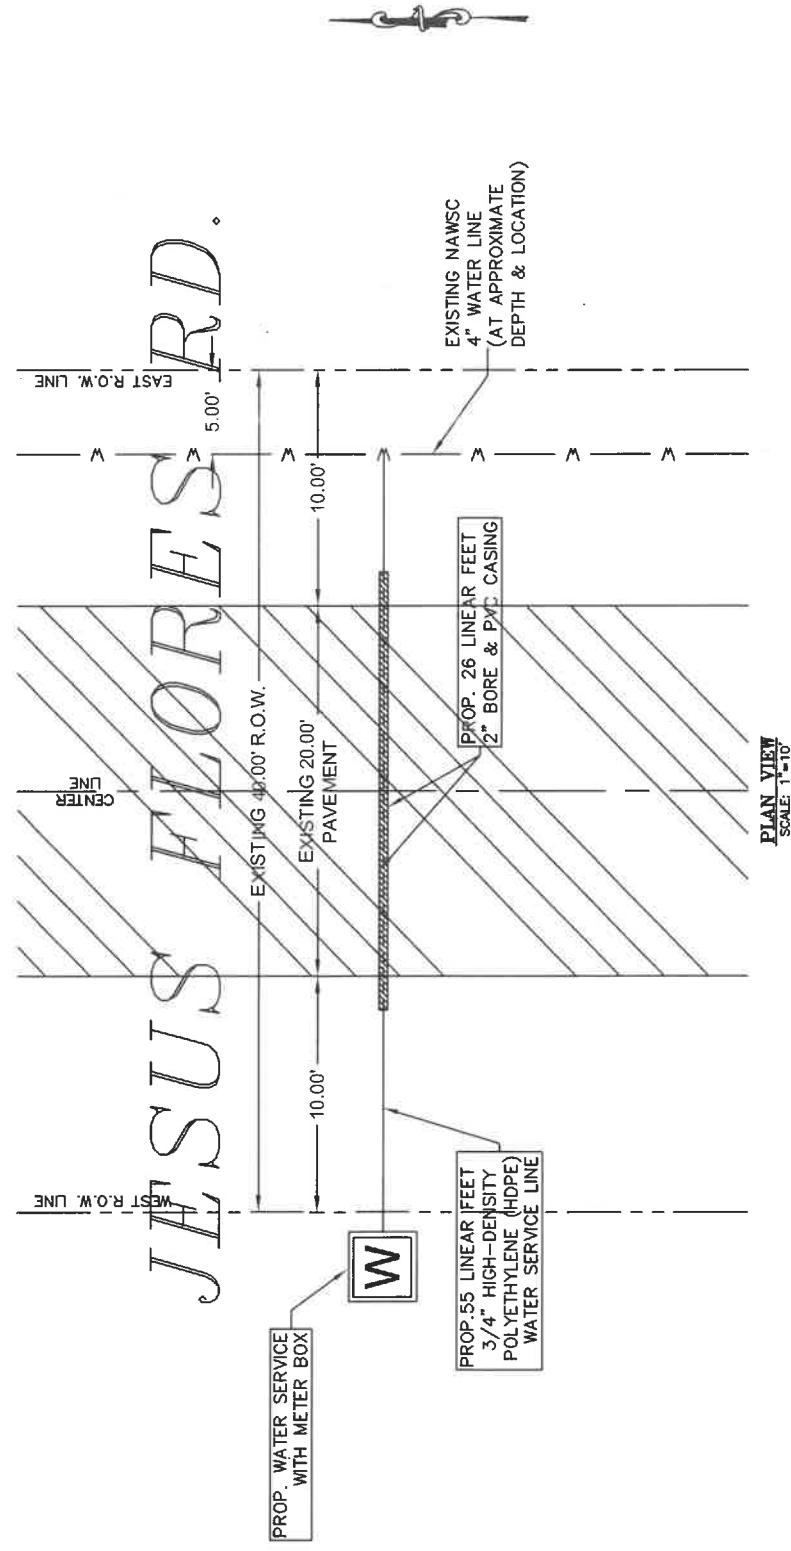 JESUS FLORES RD.
WEST R.O.W. LINE
CENTER
LINE
EAST R.O.W. LINE
5.00'
EXISTING 40.00' R.O.W.
10.00'
EXISTING 20.00'
PAVEMENT
10.00'
W
W
W
W
W
W
W
EXISTING NAWSC
4" WATER LINE
(AT APPROXIMATE
DEPTH & LOCATION)
PROP. WATER SERVICE
WITH METER BOX
W
PROP. 26 LINEAR FEET
2" BORE & PVC CASING
PROP.55 LINEAR FEET
3/4" HIGH-DENSITY
POLYETHYLENE (HDPE)
WATER SERVICE LINE
PLAN VIEW
SCALE: 1"=10'